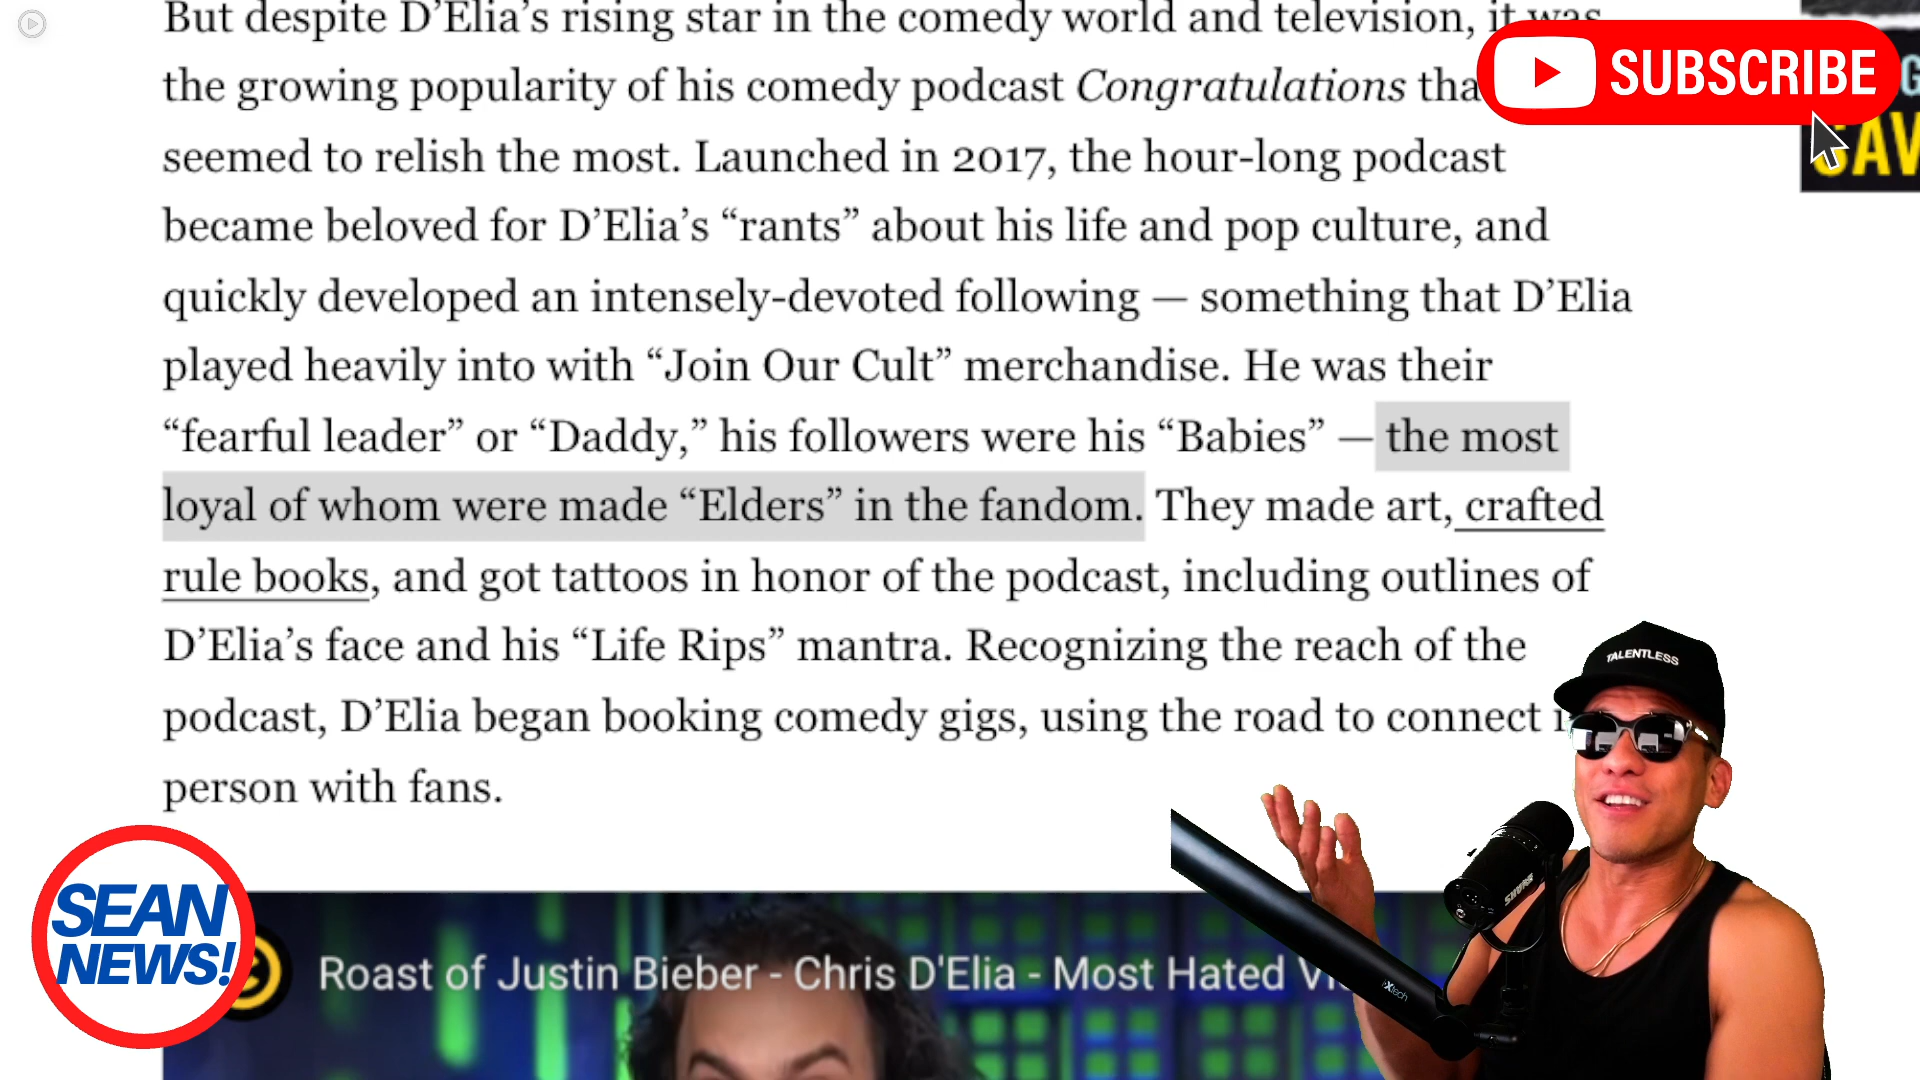 But despite D’Elia’s rising star in the comedy world and television, it was
the growing popularity of his comedy podcast Congratulations
seemed to relish the most. Launched in 2017, the hour-long podcast
became beloved for D’Elia’s “rants” about his life and pop culture, and
quickly developed an intensely-devoted following — something that D’Elia
played heavily into with “Join Our Cult” merchandise. He was their
“fearful leader” or “Daddy,” his followers were his “Babies” — the most
loyal of whom were made “Elders” in the fandom. They made art, crafted
rule books, and got tattoos in honor of the podcast, including outlines of
D’Elia’s face and his “Life Rips” mantra. Recognizing the reach of the
podcast, D’Elia began booking comedy gigs, using the road to connect
person with fans.
SUBSCRIBE
TALENTLESS
SHURE
SEAN
NEWS!
Roast of Justin Bieber - Chris D'Elia - Most Hated